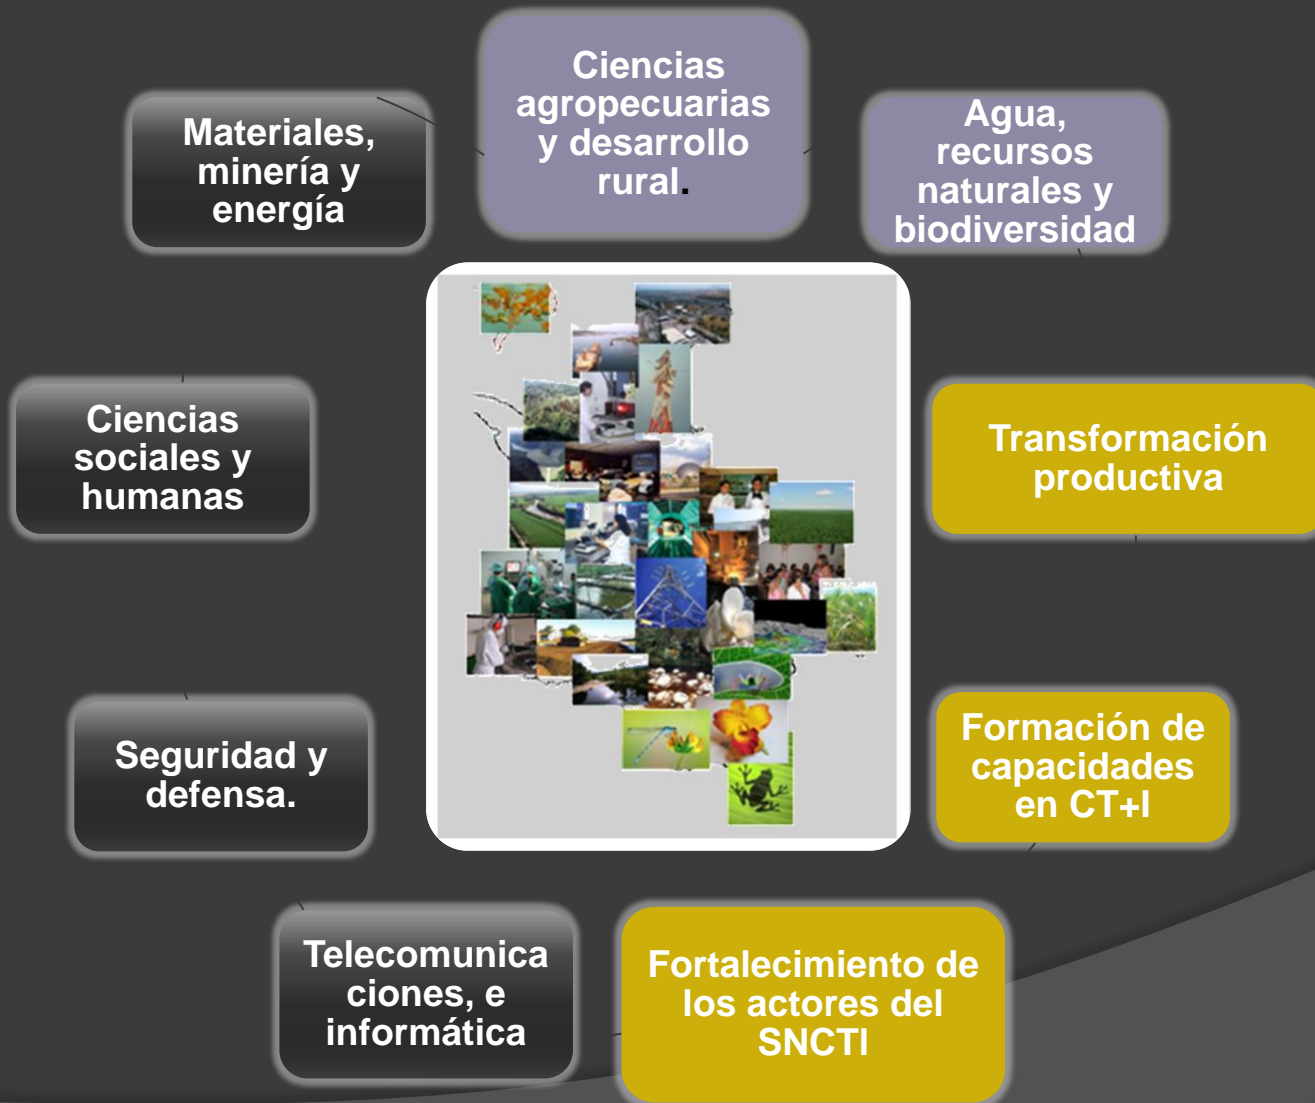 Ciencias
agropecuarias
y desarrollo
rural.
Agua,
recursos
naturales y
biodiversidad
Transformación
productiva
Formación de
capacidades
en CT+I
Fortalecimiento de
los actores del
SNCTI
Telecomunica
ciones, e
informática
Seguridad y
defensa.
Ciencias
sociales y
humanas
Materiales,
minería y
energía